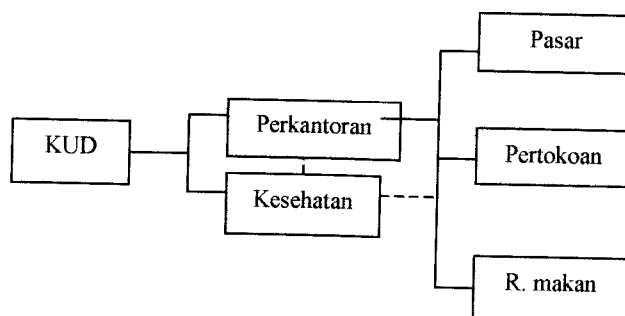 Pasar
Perkantoran
KUD
Pertokoan
Kesehatan
R. makan